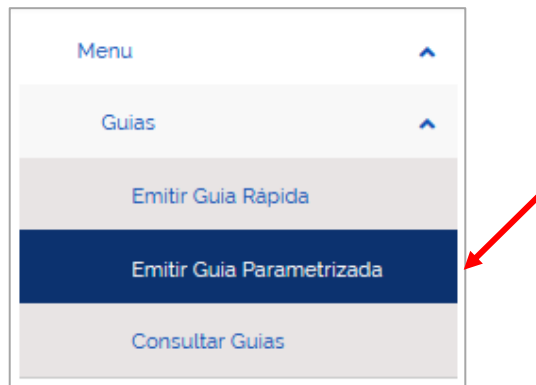 Menu
Guias
Emitir Guia Rápida
Emitir Guia Parametrizada
Consultar Guias